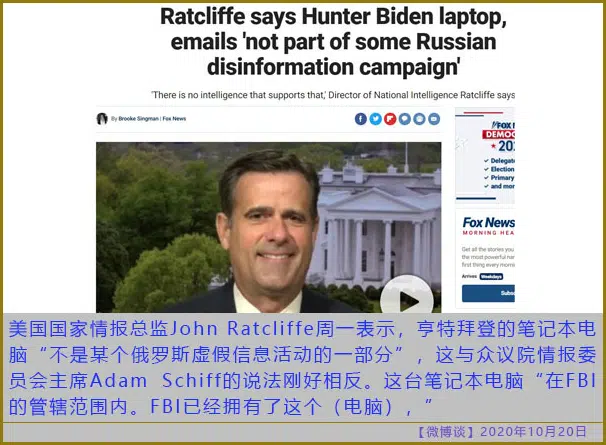 Ratcliffe says Hunter Biden laptop,
emails 'not part of some Russian
disinformation campaign'
'There is no intelligence that supports that,' Director of National Intelligence Ratcliffe says
By Brooke Singman | Fox News
FOX
DEMOC
20
Delegat
Election
Primary
and mor
Fox News
MORNING HEA
Get all the stories you
the most powerful nam
first thing every mornin
Arrives Weekdays
Sub
美国国家情报总监John Ratcliffe周一表示，亨特拜登的笔记本电
脑“不是某个俄罗斯虚假信息活动的一部分”，这与众议院情报委
员会主席Adam Schiff的说法刚好相反。这台笔记本电脑“在FBI
的管辖范围内。FBI已经拥有了这个（电脑），”
【微博谈】2020年10月20日